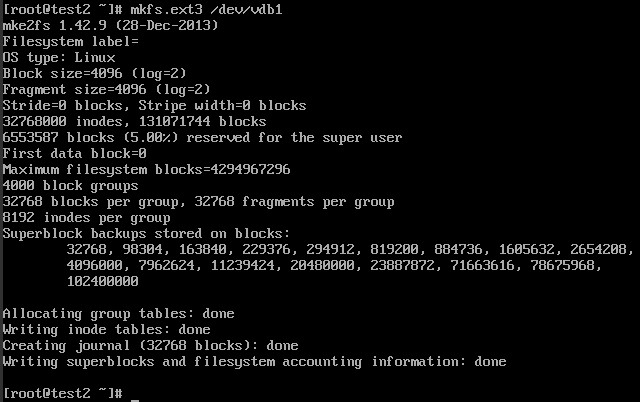 [root@test2 ~]# mkfs.ext3 /dev/vdb1
mke2fs 1.42.9 (28-Dec-2013)
Filesystem label=
OS type: Linux
Block size=4096 (log=2)
Fragment size=4096 (log=2)
Stride=0 blocks, Stripe width=0 blocks
32768000 inodes, 131071744 blocks
6553587 blocks (5.00%) reserved for the super user
First data block=0
Maximum filesystem blocks=4294967296
4000 block groups
32768 blocks per group, 32768 fragments per group
8192 inodes per group
Superblock backups stored on blocks:
32768, 98304, 163840, 229376, 294912, 819200, 884736, 1605632, 2654208,
4096000, 7962624, 11239424, 20480000, 23887872, 71663616, 78675968,
102400000
Allocating group tables: done
Writing inode tables: done
Creating journal (32768 blocks): done
Writing superblocks and filesystem accounting information: done
[root@test2 ~]#